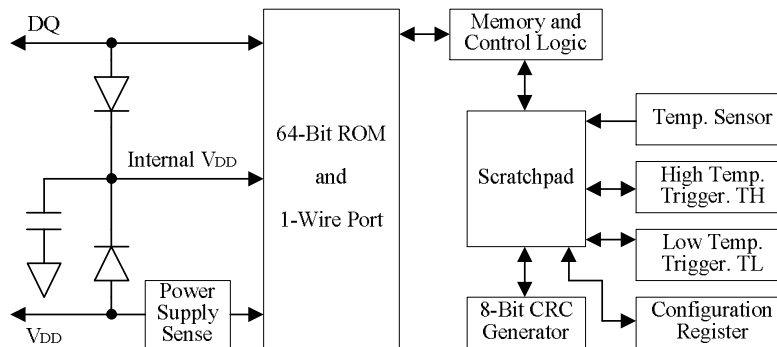 DQ
Internal VDD
VDD
Power
Supply
Sense
64-Bit ROM
and
1-Wire Port
Memory and
Control Logic
Scratchpad
8-Bit CRC
Generator
Temp. Sensor
High Temp.
Trigger. TH
Low Temp.
Trigger. TL
Configuration
Register